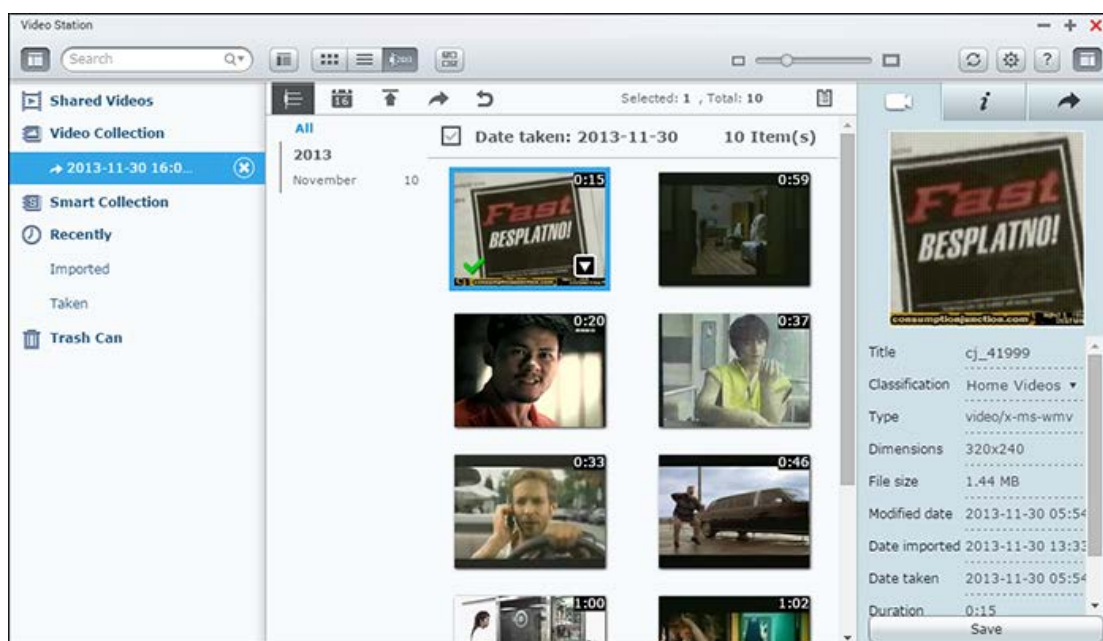 Video Station
Search
Shared Videos
Video Collection
2013-11-30 16:0...
Smart Collection
Recently
Imported
Taken
Trash Can
16
Selected: 1 , Total: 10
All
2013
November 10
Date taken: 2013-11-30 10 Item(s)
0:15
Fast
BESPLATNO!
consumptionjunction.com
0:59
0:20
0:37
0:33
0:46
1:00
1:02
Fast
BESPLATNO!
consumptionjunction.com
Title cj_41999
Classification Home Videos
Type video/x-ms-wmv
Dimensions 320x240
File size 1.44 MB
Modified date 2013-11-30 05:54
Date imported 2013-11-30 13:33
Date taken 2013-11-30 05:54
Duration 0:15
Save